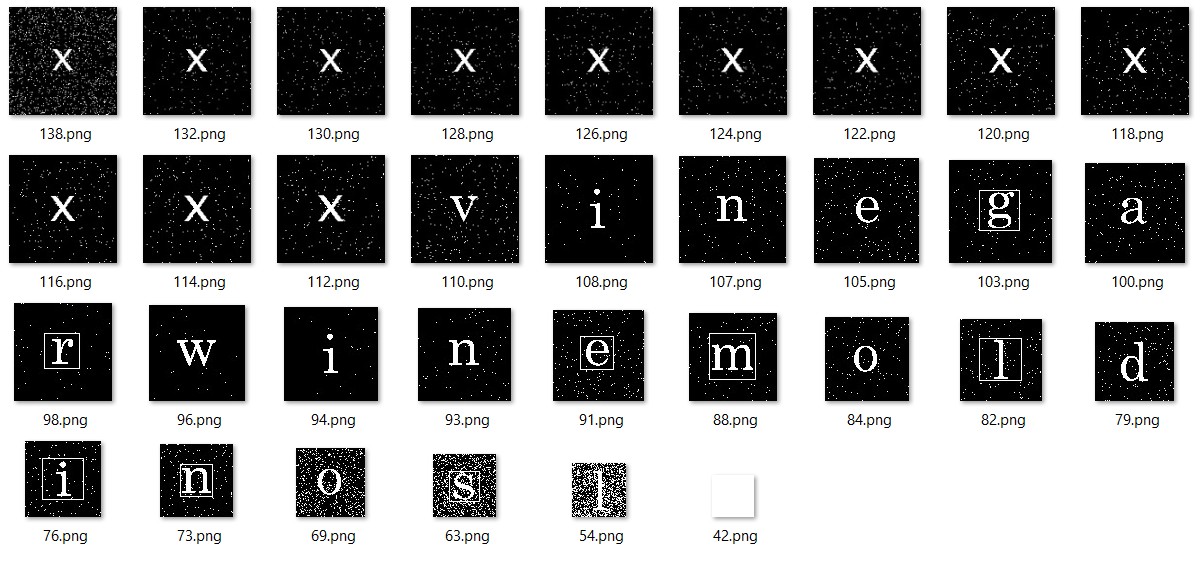 x x x x x x x x x
138.png 132.png 130.png 128.png 126.png 124.png 122.png 120.png 118.png
x x x v i n e g a
116.png 114.png 112.png 110.png 108.png 107.png 105.png 103.png 100.png
r w i n e m o l d
98.png 96.png 94.png 93.png 91.png 88.png 84.png 82.png 79.png
i n o s l
76.png 73.png 69.png 63.png 54.png 42.png